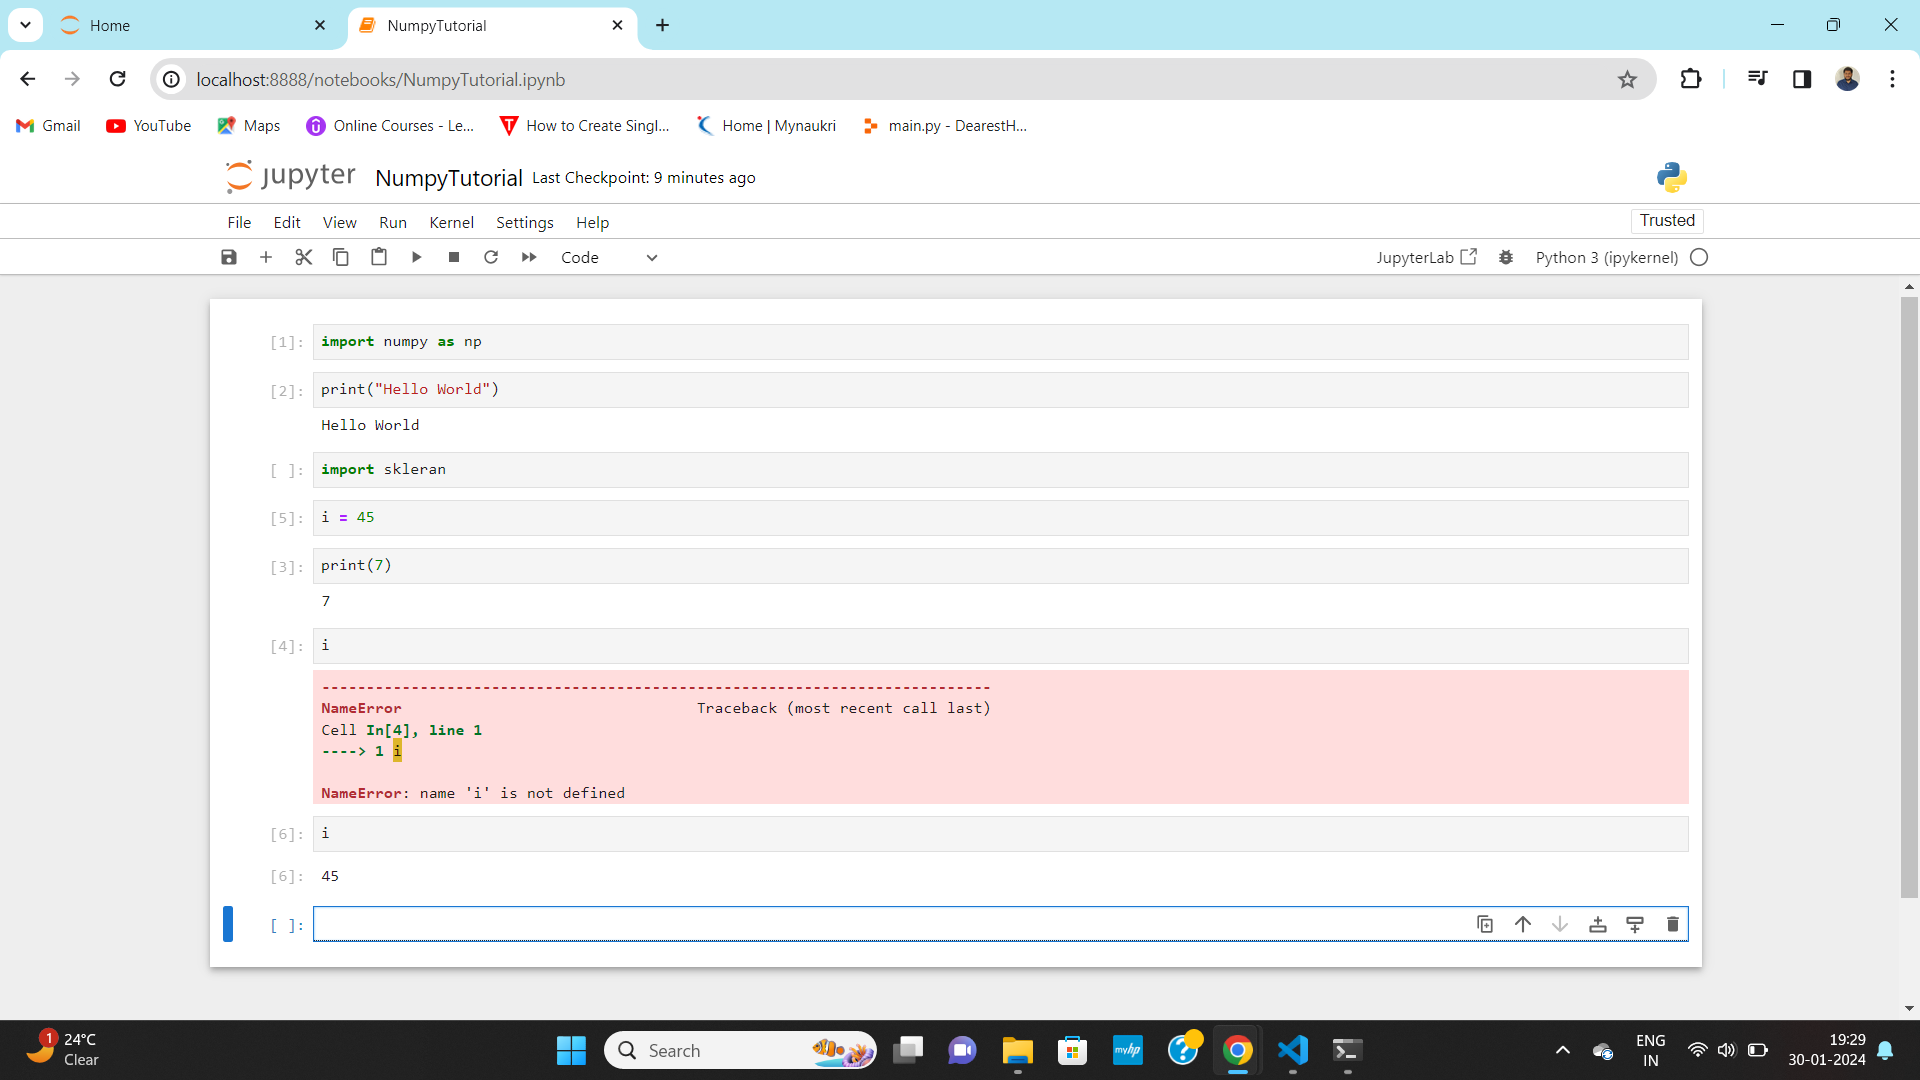 Home
NumpyTutorial
localhost:8888/notebooks/NumpyTutorial.ipynb
Gmail
YouTube
Maps
Online Courses - Le...
How to Create Singl...
Home | Mynaukri
main.py - DearestH...
jupyter NumpyTutorial Last Checkpoint: 9 minutes ago
File Edit View Run Kernel Settings Help
Trusted
Code
JupyterLab
Python 3 (ipykernel)
[1]: import numpy as np
[2]: print("Hello World")
Hello World
[ ]: import skleran
[5]: i = 45
[3]: print(7)
7
[4]: i
---------------------------------------------------------------------------
NameError Traceback (most recent call last)
Cell In[4], line 1
----> 1 i
NameError: name 'i' is not defined
[6]: i
[6]: 45
[ ]:
1
24°C
Clear
Search
myhp
ENG
IN
19:29
30-01-2024